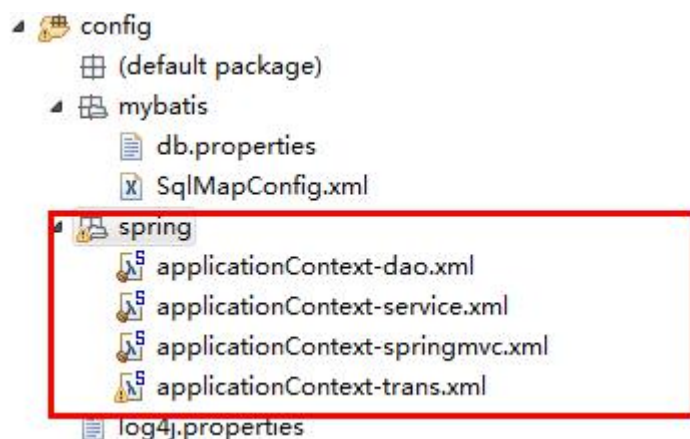 config
(default package)
mybatis
db.properties
SqlMapConfig.xml
spring
applicationContext-dao.xml
applicationContext-service.xml
applicationContext-springmvc.xml
applicationContext-trans.xml
log4j.properties